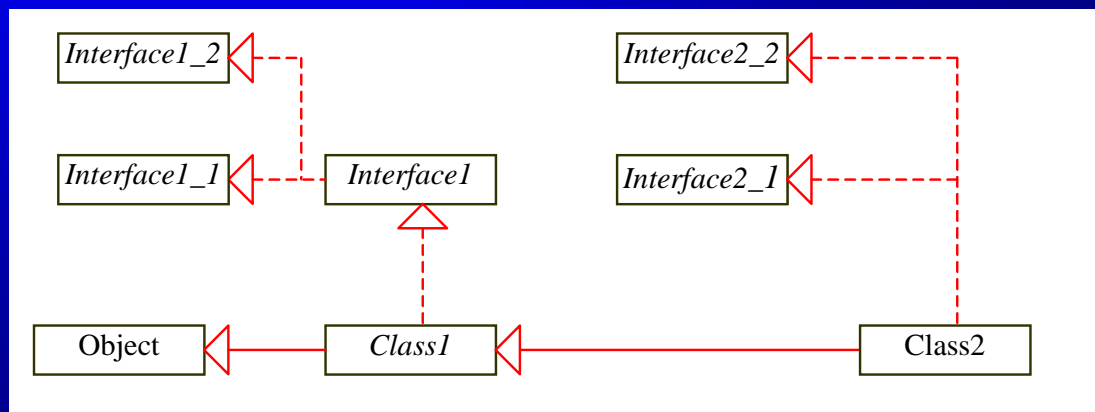 Interface1_2
Interface2_2
Interface1_1
Interface1
Interface2_1
Object
Class1
Class2